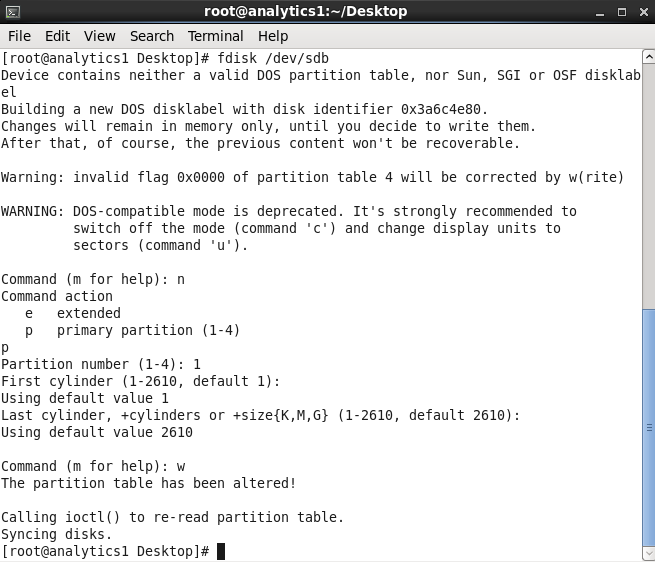 root@analytics1:~/Desktop
File Edit View Search Terminal Help
[root@analytics1 Desktop]# fdisk /dev/sdb
Device contains neither a valid DOS partition table, nor Sun, SGI or OSF disklab
el
Building a new DOS disklabel with disk identifier 0x3a6c4e80.
Changes will remain in memory only, until you decide to write them.
After that, of course, the previous content won't be recoverable.

Warning: invalid flag 0x0000 of partition table 4 will be corrected by w(rite)

WARNING: DOS-compatible mode is deprecated. It's strongly recommended to
         switch off the mode (command 'c') and change display units to
         sectors (command 'u').

Command (m for help): n
Command action
   e   extended
   p   primary partition (1-4)
p
Partition number (1-4): 1
First cylinder (1-2610, default 1):
Using default value 1
Last cylinder, +cylinders or +size{K,M,G} (1-2610, default 2610):
Using default value 2610

Command (m for help): w
The partition table has been altered!

Calling ioctl() to re-read partition table.
Syncing disks.
[root@analytics1 Desktop]#